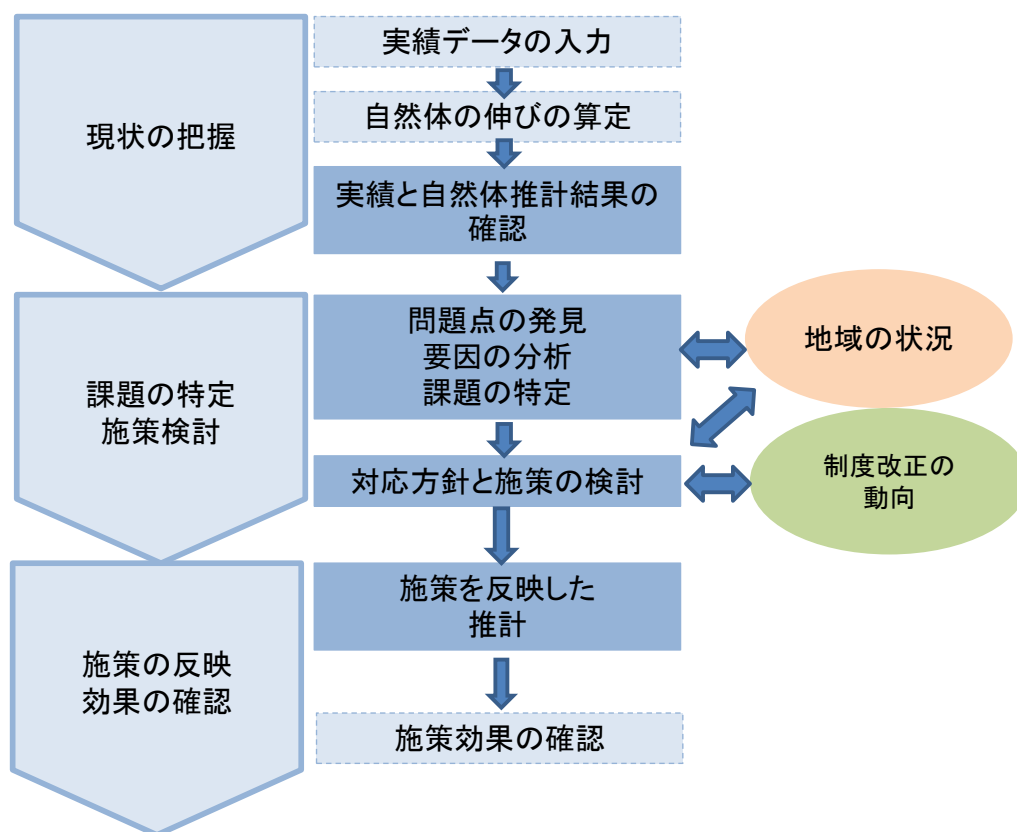 現状の把握
実績データの入力
自然体の伸びの算定
実績と自然体推計結果の
確認
課題の特定
施策検討
問題点の発見
要因の分析
課題の特定
対応方針と施策の検討
地域の状況
制度改正の
動向
施策の反映
効果の確認
施策を反映した
推計
施策効果の確認